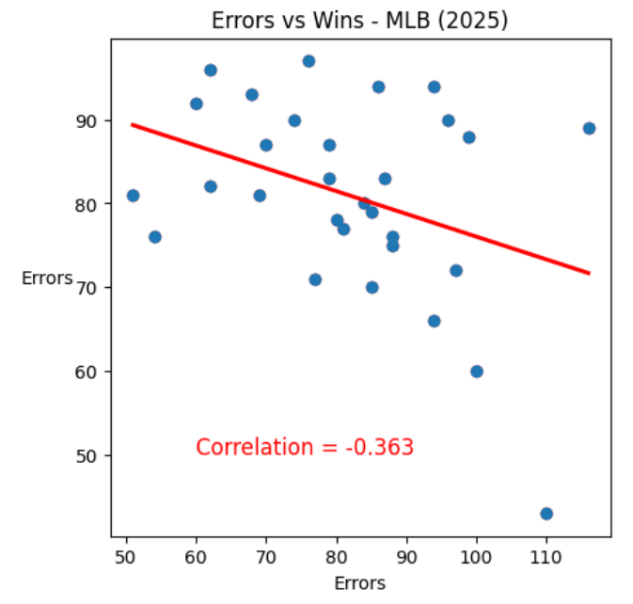 Errors vs Wins - MLB (2025)
90
80
Errors
70
60
Correlation = -0.363
50
50 60 70 80 90 100 110
Errors